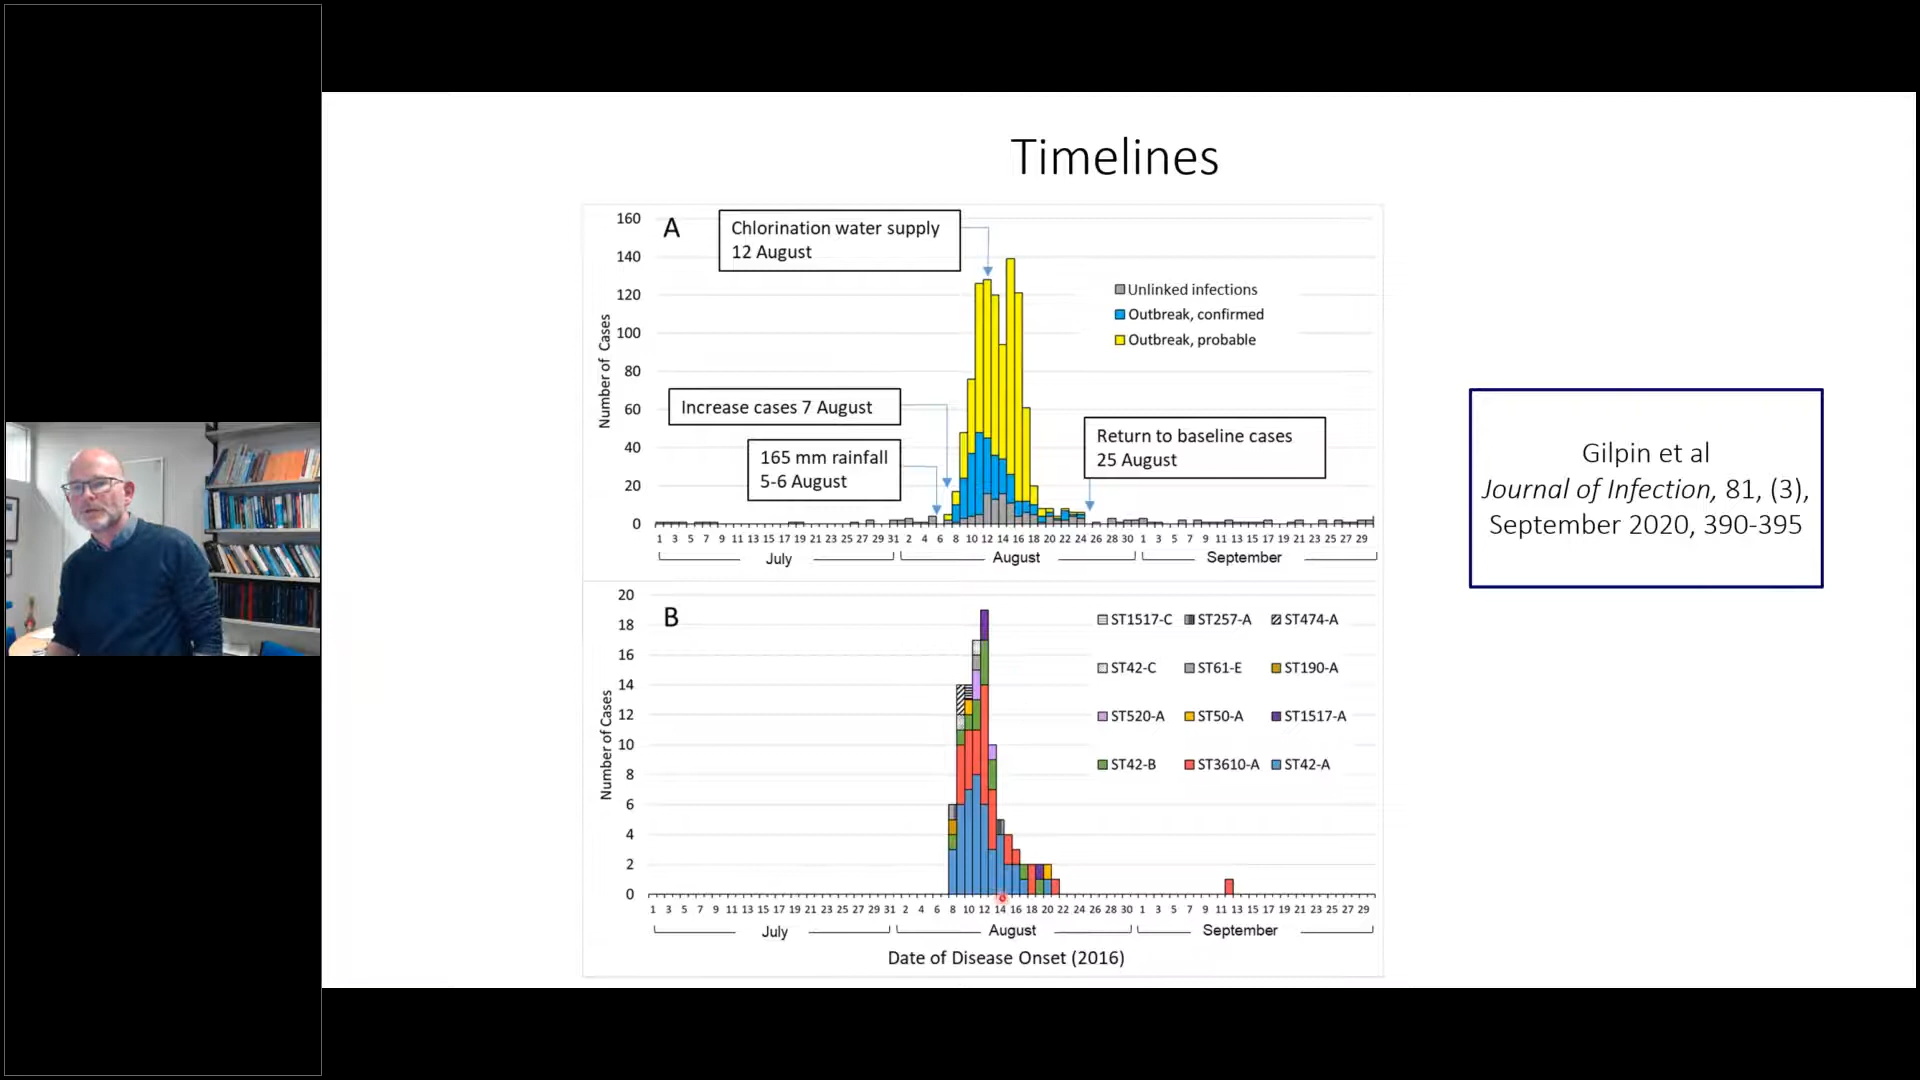 Timelines
A
Chlorination water supply
12 August
Increase cases 7 August
165 mm rainfall
5-6 August
Return to baseline cases
25 August
Unlinked infections
Outbreak, confirmed
Outbreak, probable
Number of Cases
160
140
120
100
80
60
40
20
0
1 3 5 7 9 11 13 15 17 19 21 23 25 27 29 31 2 4 6 8 10 12 14 16 18 20 22 24 26 28 30 1 3 5 7 9 11 13 15 17 19 21 23 25 27 29
July August September
B
ST1517-C ST257-A ST474-A
ST42-C ST61-E ST190-A
ST520-A ST50-A ST1517-A
ST42-B ST3610-A ST42-A
Number of Cases
20
18
16
14
12
10
8
6
4
2
0
1 3 5 7 9 11 13 15 17 19 21 23 25 27 29 31 2 4 6 8 10 12 14 16 18 20 22 24 26 28 30 1 3 5 7 9 11 13 15 17 19 21 23 25 27 29
July August September
Date of Disease Onset (2016)
Gilpin et al
Journal of Infection, 81, (3),
September 2020, 390-395